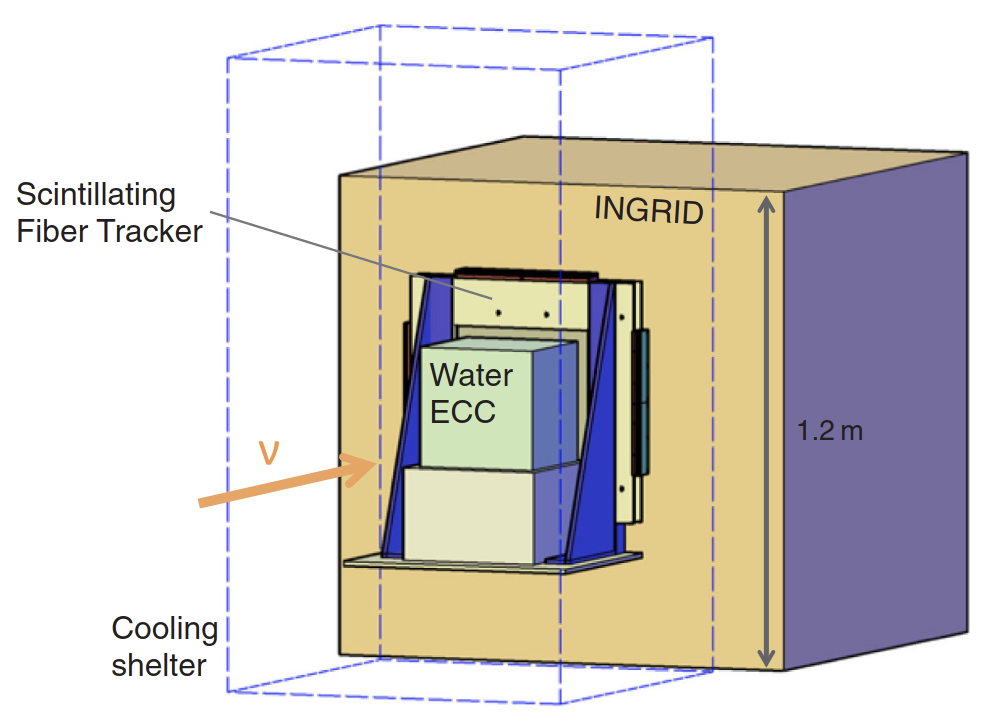 Scintillating
Fiber Tracker
INGRID
Water
ECC
1.2 m
ν
Cooling
shelter